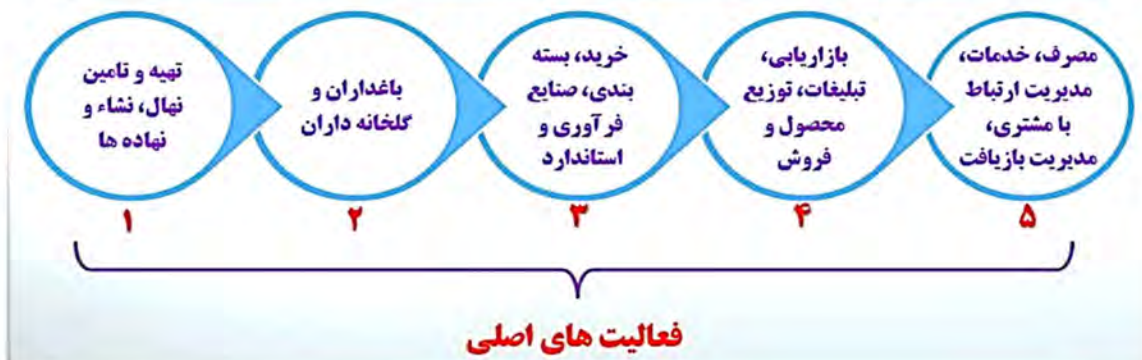 تهیه و تامین
نهال، نشاء و
نهاده ها
باغداران و
گلخانه داران
خرید، بسته
بندی، صنایع
فرآوری و
استاندارد
بازاریابی،
تبلیغات، توزیع
محصول و
فروش
مصرف، خدمات،
مدیریت ارتباط
با مشتری،
مدیریت بازیافت
۱
۲
۳
۴
۵
فعالیت های اصلی